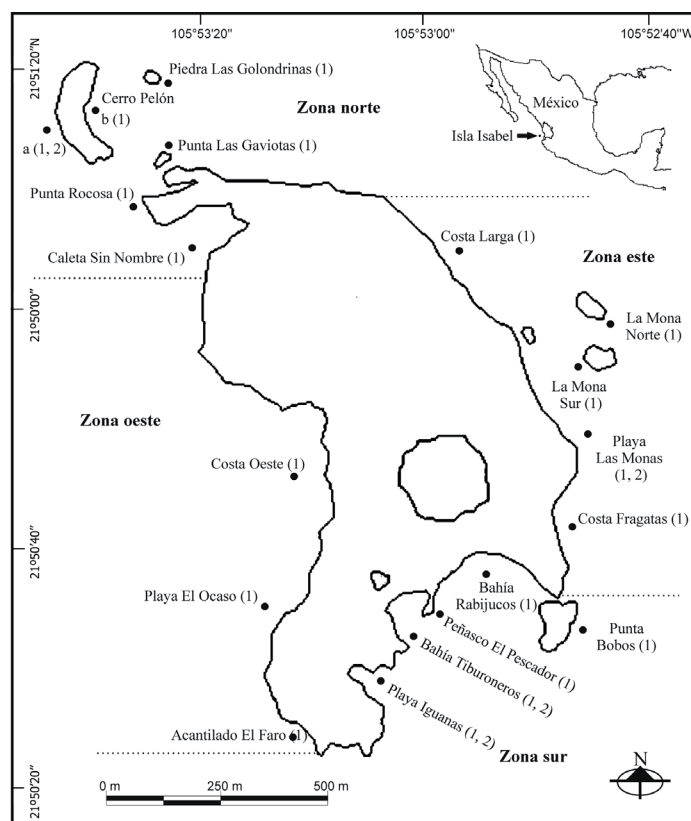 105°53'20"
105°53'00"
105°52'40"W
21°51'20"N
Piedra Las Golondrinas (1)
Cerro Pelón
b (1)
a (1, 2)
Zona norte
México
Isla Isabel
Punta Las Gaviotas (1)
Punta Rocosa (1)
Caleta Sin Nombre (1)
Costa Larga (1)
Zona este
21°50'00"
La Mona
Norte (1)
La Mona
Sur (1)
Zona oeste
Playa
Las Monas
(1, 2)
Costa Oeste (1)
Costa Fragatas (1)
21°50'40"
Bahía
Rabijucos (1)
Playa El Ocaso (1)
Punta
Bobos (1)
Peñasco El Pescador (1)
Bahía Tiburoneros (1, 2)
Playa Iguanas (1, 2)
Acantilado El Faro (1)
Zona sur
N
21°50'20"
0 m
250 m
500 m